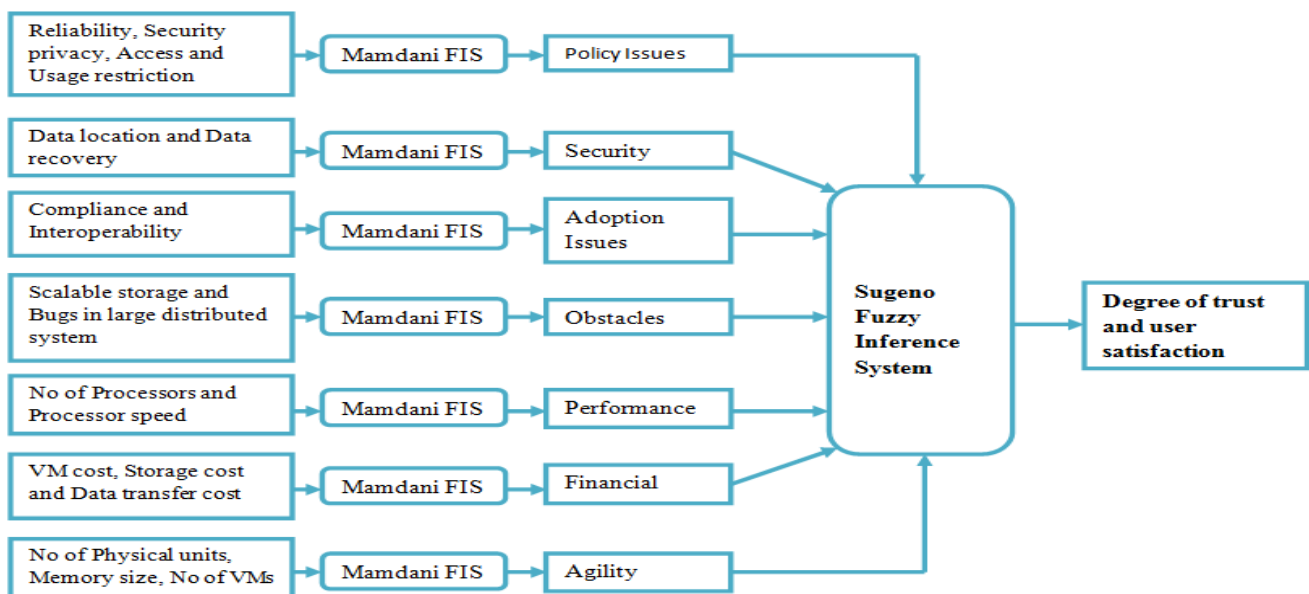 Reliability, Security
privacy, Access and
Usage restriction
Mamdani FIS
Policy Issues
Data location and Data
recovery
Mamdani FIS
Security
Compliance and
Interoperability
Mamdani FIS
Adoption
Issues
Scalable storage and
Bugs in large distributed
system
Mamdani FIS
Obstacles
No of Processors and
Processor speed
Mamdani FIS
Performance
VM cost, Storage cost
and Data transfer cost
Mamdani FIS
Financial
No of Physical units,
Memory size, No of VMs
Mamdani FIS
Agility
Sugeno
Fuzzy
Inference
System
Degree of trust
and user
satisfaction